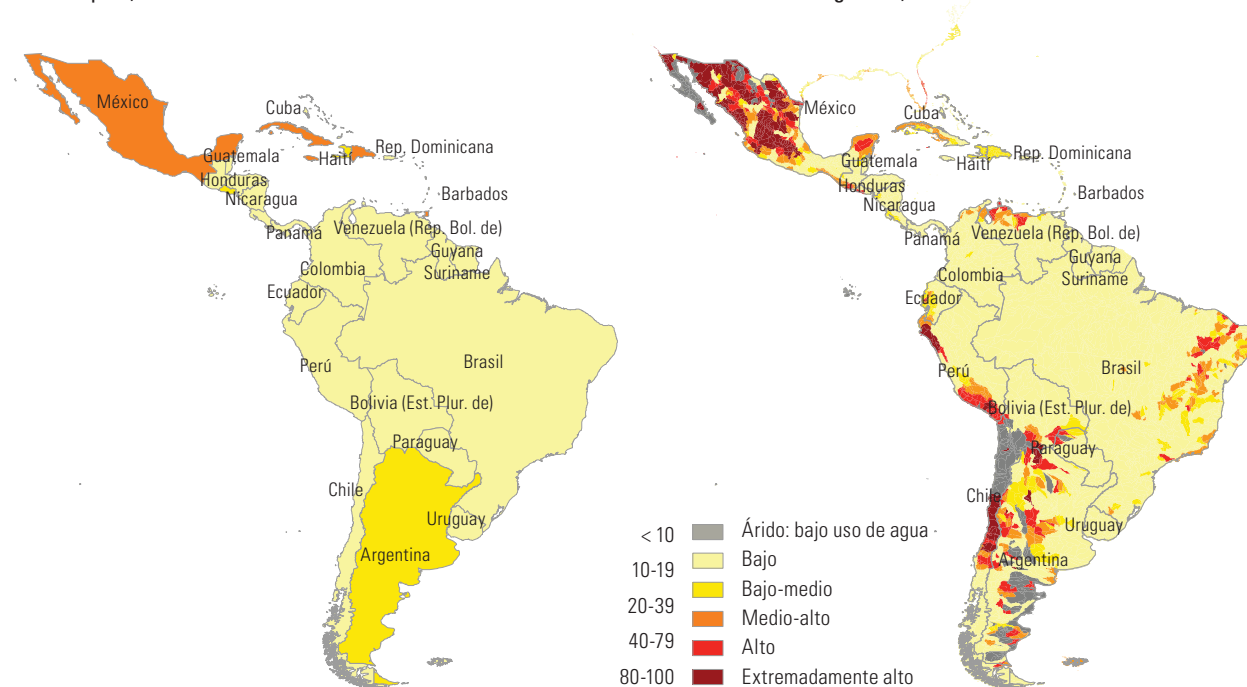 México
Cuba
Rep. Dominicana
Guatemala
Haití
Honduras
Barbados
Nicaragua
Panamá
Venezuela (Rep. Bol. de)
Guyana
Colombia
Suriname
Ecuador
Brasil
Perú
Bolivia (Est. Plur. de)
Paraguay
Chile
Uruguay
Argentina
México
Cuba
Rep. Dominicana
Guatemala
Haití
Honduras
Barbados
Nicaragua
Panamá
Venezuela (Rep. Bol. de)
Guyana
Colombia
Suriname
Ecuador
Brasil
Perú
Bolivia (Est. Plur. de)
Paraguay
Chile
Uruguay
Argentina
< 10
10-19
20-39
40-79
80-100
Árido: bajo uso de agua
Bajo
Bajo-medio
Medio-alto
Alto
Extremadamente alto